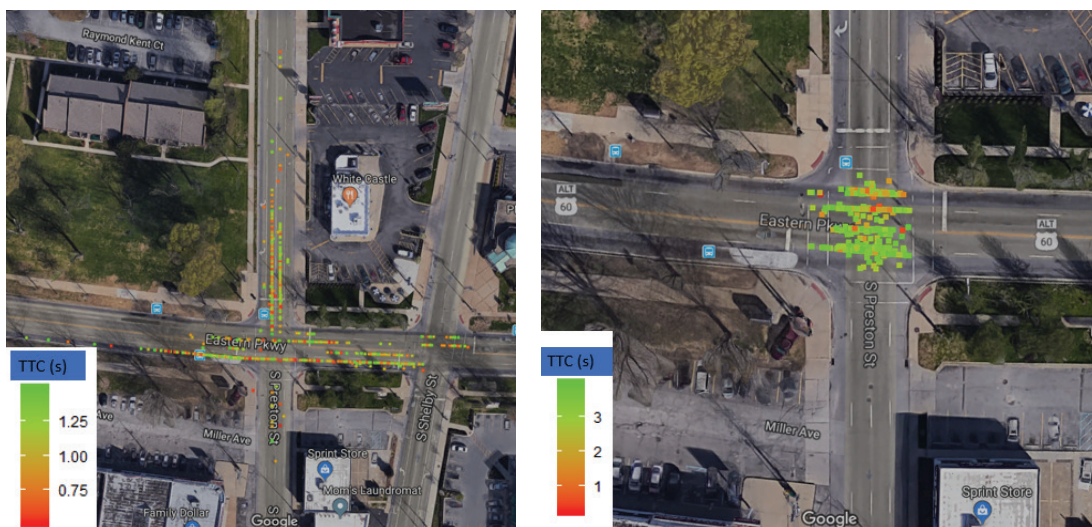 Raymond Kent Ct
White Castle
Eastern Pkwy
S Preston St
S Shelby St
TTC (s)
1.25
1.00
0.75
Ave
Miller Ave
Sprint Store
Mom's Laundromat
Family Dollar
S
Google
ALT
60
Eastern Pkw
ALT
60
S Preston St
TTC (s)
3
2
1
Miller Ave
Sprint Store
Google